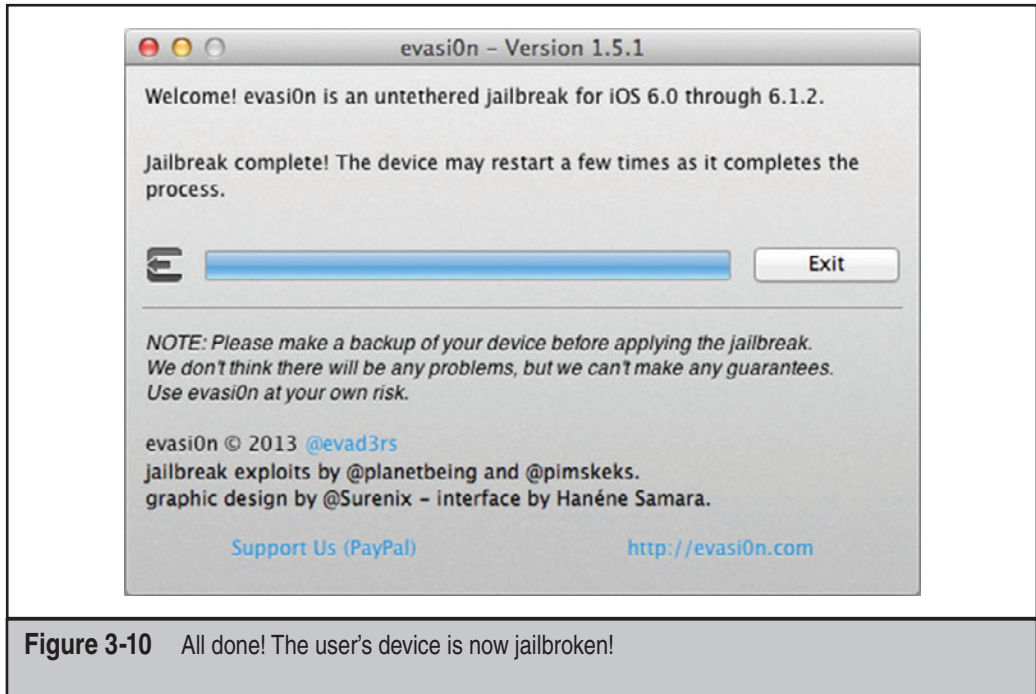 evasi0n – Version 1.5.1
Welcome! evasi0n is an untethered jailbreak for iOS 6.0 through 6.1.2.
Jailbreak complete! The device may restart a few times as it completes the
process.
Exit
NOTE: Please make a backup of your device before applying the jailbreak.
We don't think there will be any problems, but we can't make any guarantees.
Use evasi0n at your own risk.
evasi0n © 2013 @evad3rs
jailbreak exploits by @planetbeing and @pimskeks.
graphic design by @Surenix – interface by Hanéne Samara.
Support Us (PayPal) http://evasi0n.com
Figure 3-10 All done! The user's device is now jailbroken!